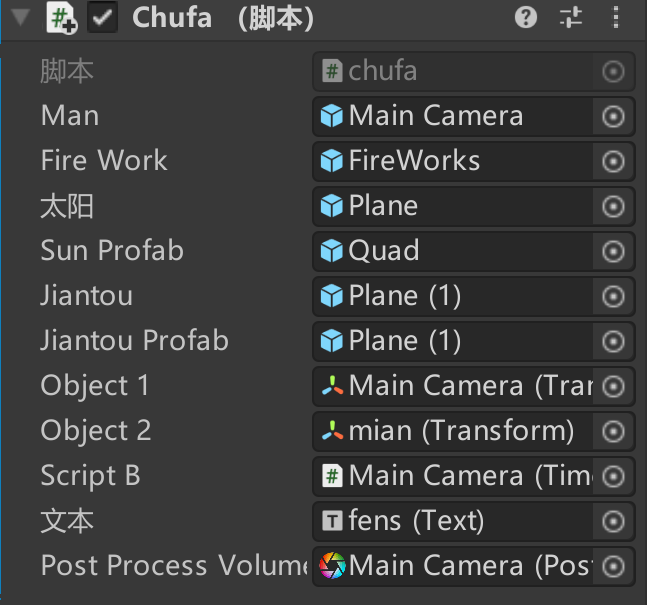 Chufa （脚本）
脚本 chufa
Man Main Camera
Fire Work FireWorks
太阳 Plane
Sun Profab Quad
Jiantou Plane (1)
Jiantou Profab Plane (1)
Object 1 Main Camera (Tran
Object 2 mian (Transform)
Script B Main Camera (Time
文本 fens (Text)
Post Process Volume Main Camera (Post